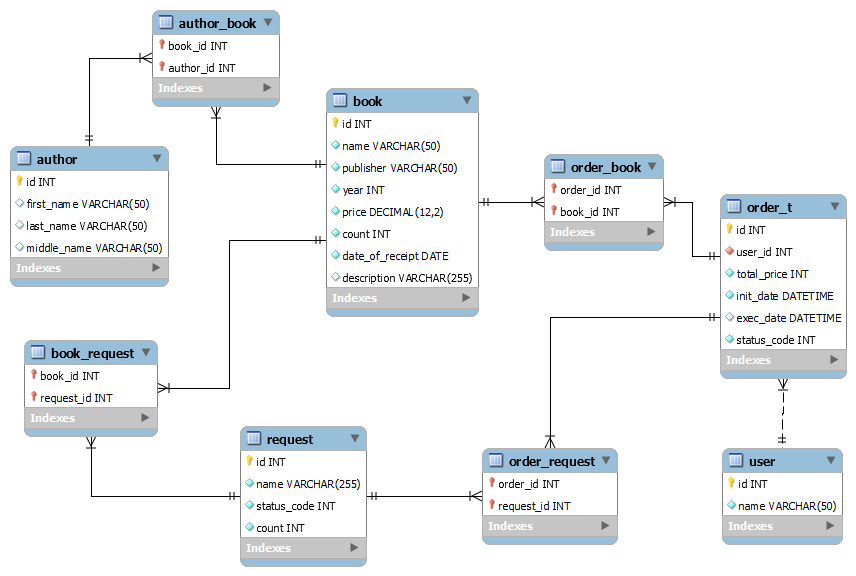 author_book
book_id INT
author_id INT
Indexes
author
id INT
first_name VARCHAR(50)
last_name VARCHAR(50)
middle_name VARCHAR(50)
Indexes
book
id INT
name VARCHAR(50)
publisher VARCHAR(50)
year INT
price DECIMAL(12,2)
count INT
date_of_receipt DATE
description VARCHAR(255)
Indexes
order_book
order_id INT
book_id INT
Indexes
order_t
id INT
user_id INT
total_price INT
init_date DATETIME
exec_date DATETIME
status_code INT
Indexes
book_request
book_id INT
request_id INT
Indexes
request
id INT
name VARCHAR(255)
status_code INT
count INT
Indexes
order_request
order_id INT
request_id INT
Indexes
user
id INT
name VARCHAR(50)
Indexes